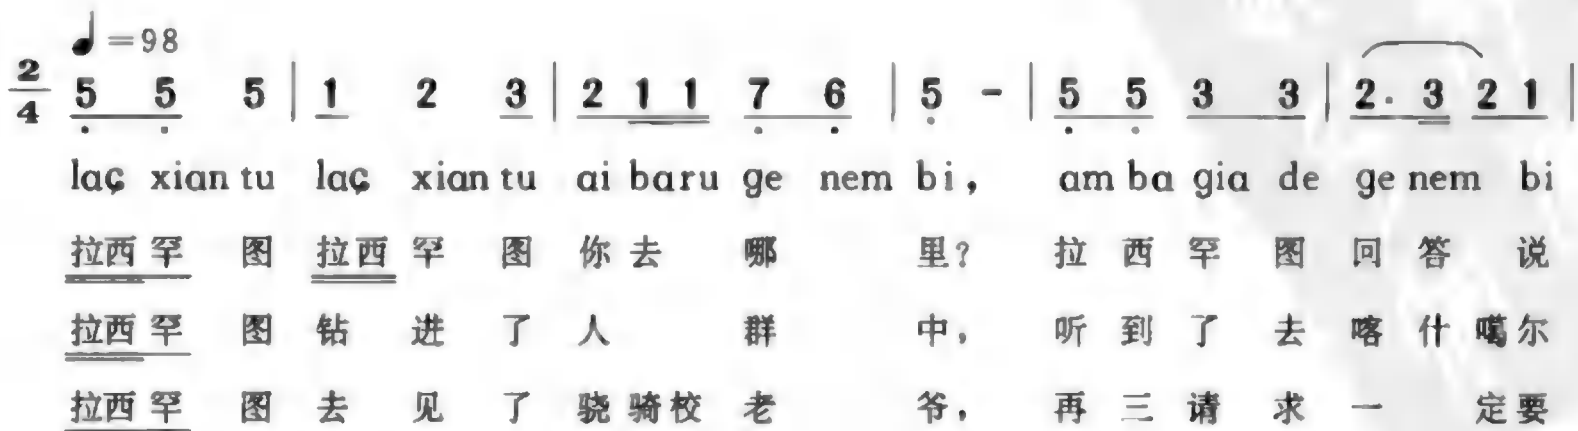 ♩=98
2/4 5 5 5 | 1 2 3 | 2 1 1 7 6 | 5 - | 5 5 3 3 | 2. 3 2 1 |
laç xian tu laç xian tu ai baru ge nem bi, am ba gia de ge nem bi
拉西罕 图 拉西 罕 图 你 去 哪 里? 拉 西 罕 图 回 答 说
拉西罕 图 钻 进 了 人 群 中, 听 到 了 去 喀 什 噶尔
拉西罕 图 去 见 了 骁 骑校 老 爷, 再 三 请 求 一 定要